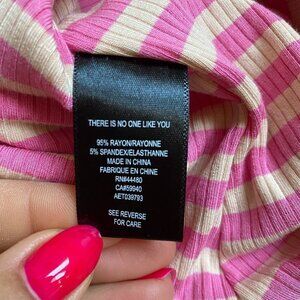 THERE IS NO ONE LIKE YOU
95% RAYON/RAYONNE
5% SPANDEX/ELASTHANNE
MADE IN CHINA
FABRIQUE EN CHINE
RN#44480
CA#59940
AET039793
SEE REVERSE
FOR CARE